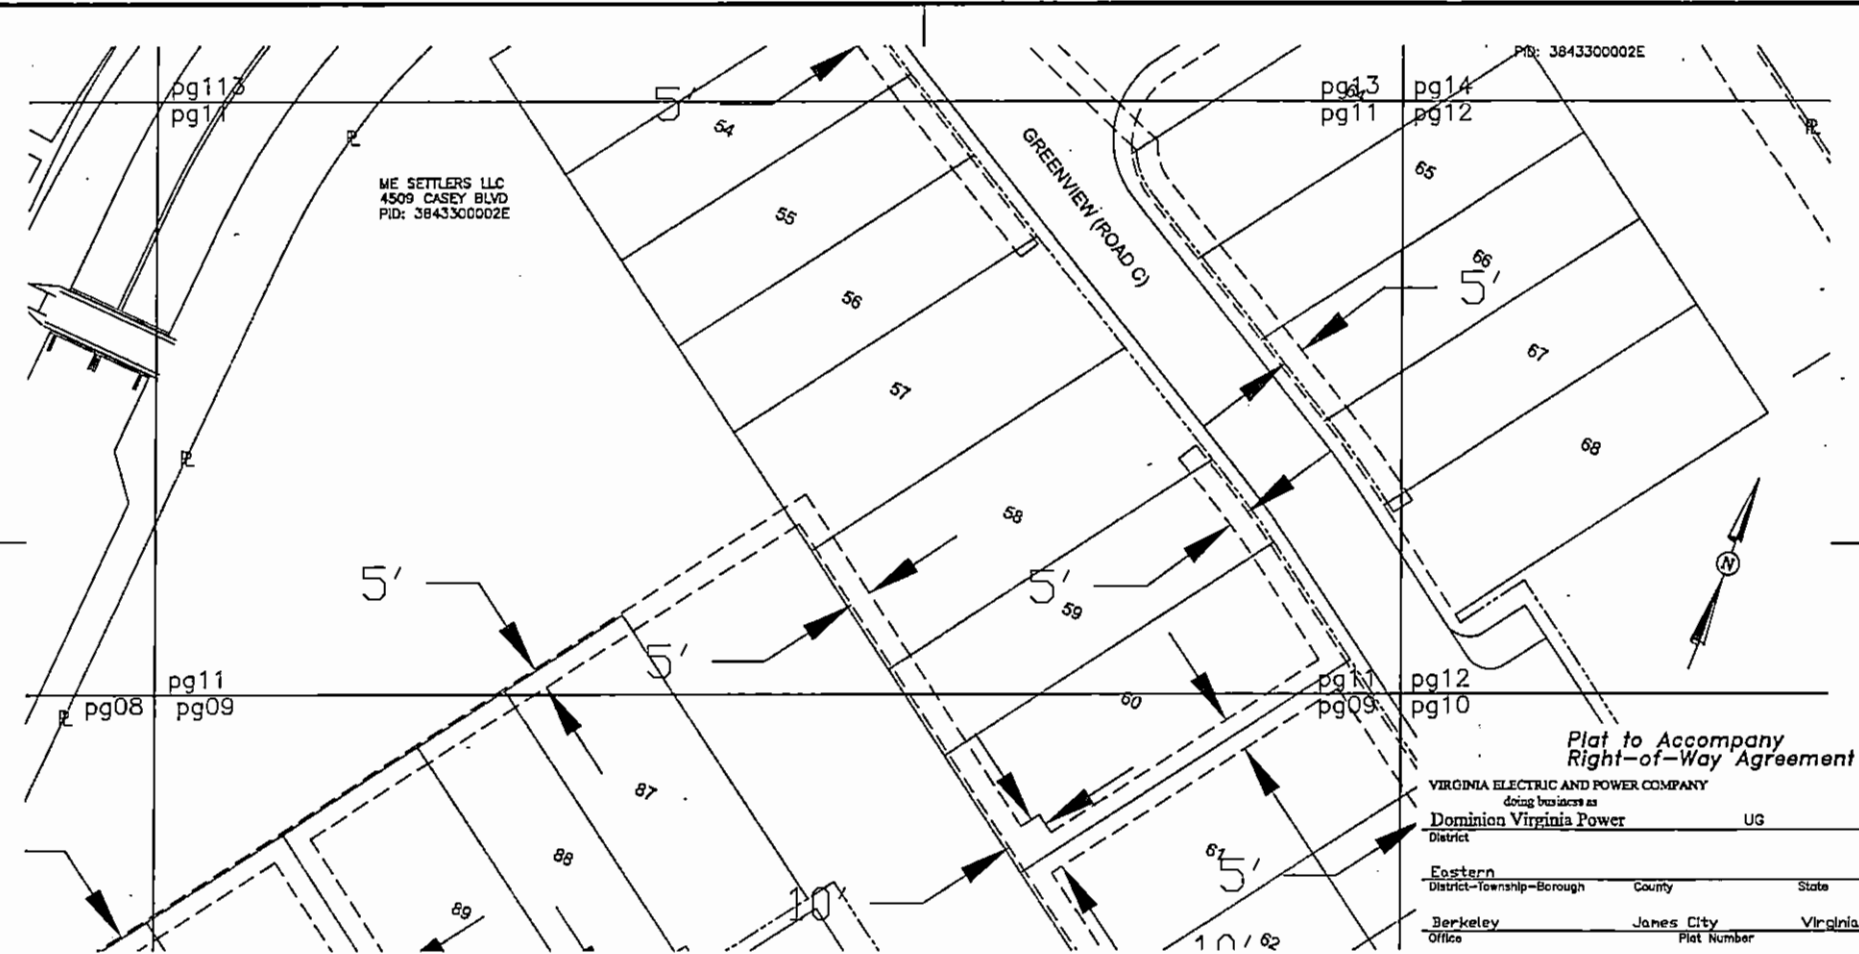 PID: 3843300002E
pg113
pg11
pg13
pg14
pg11
pg12
5'
54
ME SETTLERS LLC
4509 CASEY BLVD
PID: 3843300002E
GREENVIEW (ROAD C)
65
55
66
5'
56
67
57
68
58
5'
5'
59
N
5'
pg11
pg08
pg09
60
pg11
pg12
pg09
pg10
Plat to Accompany
Right-of-Way Agreement
VIRGINIA ELECTRIC AND POWER COMPANY
doing business as
Dominion Virginia Power
UG
District
Eastern
District-Township-Borough
County
State
Berkeley
James City
Virginia
Office
Plat Number
87
88
61
5'
89
10'
10'
62